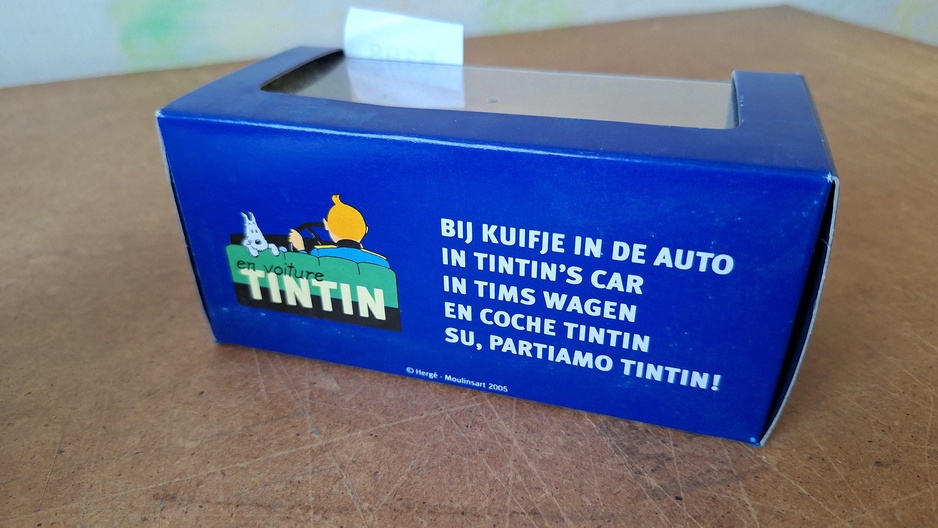 en voiture
TINTIN
BIJ KUIFJE IN DE AUTO
IN TINTIN'S CAR
IN TIMS WAGEN
EN COCHE TINTIN
SU, PARTIAMO TINTIN!
© Hergé - Moulinsart 2005